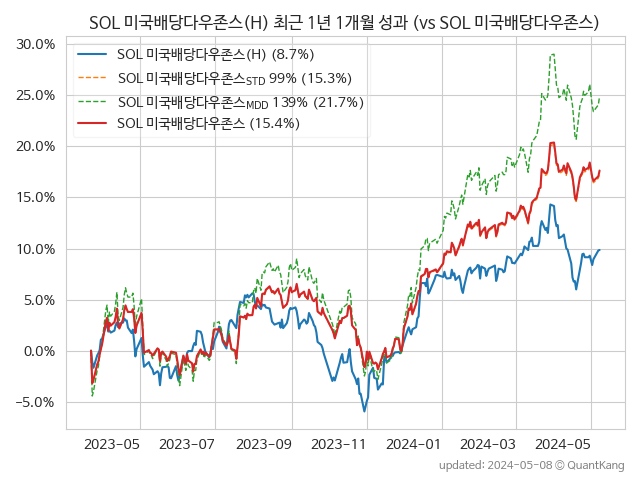 SOL 미국배당다우존스(H) 최근 1년 1개월 성과 (vs SOL 미국배당다우존스)
30.0%
25.0%
20.0%
15.0%
10.0%
5.0%
0.0%
−5.0%
SOL 미국배당다우존스(H) (8.7%)
SOL 미국배당다우존스STD 99% (15.3%)
SOL 미국배당다우존스MDD 139% (21.7%)
SOL 미국배당다우존스 (15.4%)
2023-05 2023-07 2023-09 2023-11 2024-01 2024-03 2024-05
updated: 2024-05-08 © QuantKang